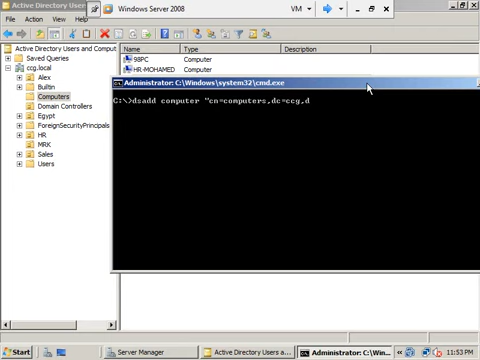 Active Directory Users and
Windows Server 2008
VM
Action View Help
Active Directory Users and Comput
Saved Queries
ccg.local
Alex
Builtin
Computers
Domain Controllers
Egypt
ForeignSecurityPrincipals
HR
MRK
Sales
Users
Name Type Description
98PC Computer
HR-MOHAMED Computer
Administrator: C:\Windows\system32\cmd.exe
C:\>dsadd computer "cn=computers,dc=ccg,d
Start
Server Manager
Active Directory Users a...
Administrator: C:\Win...
11:53 PM